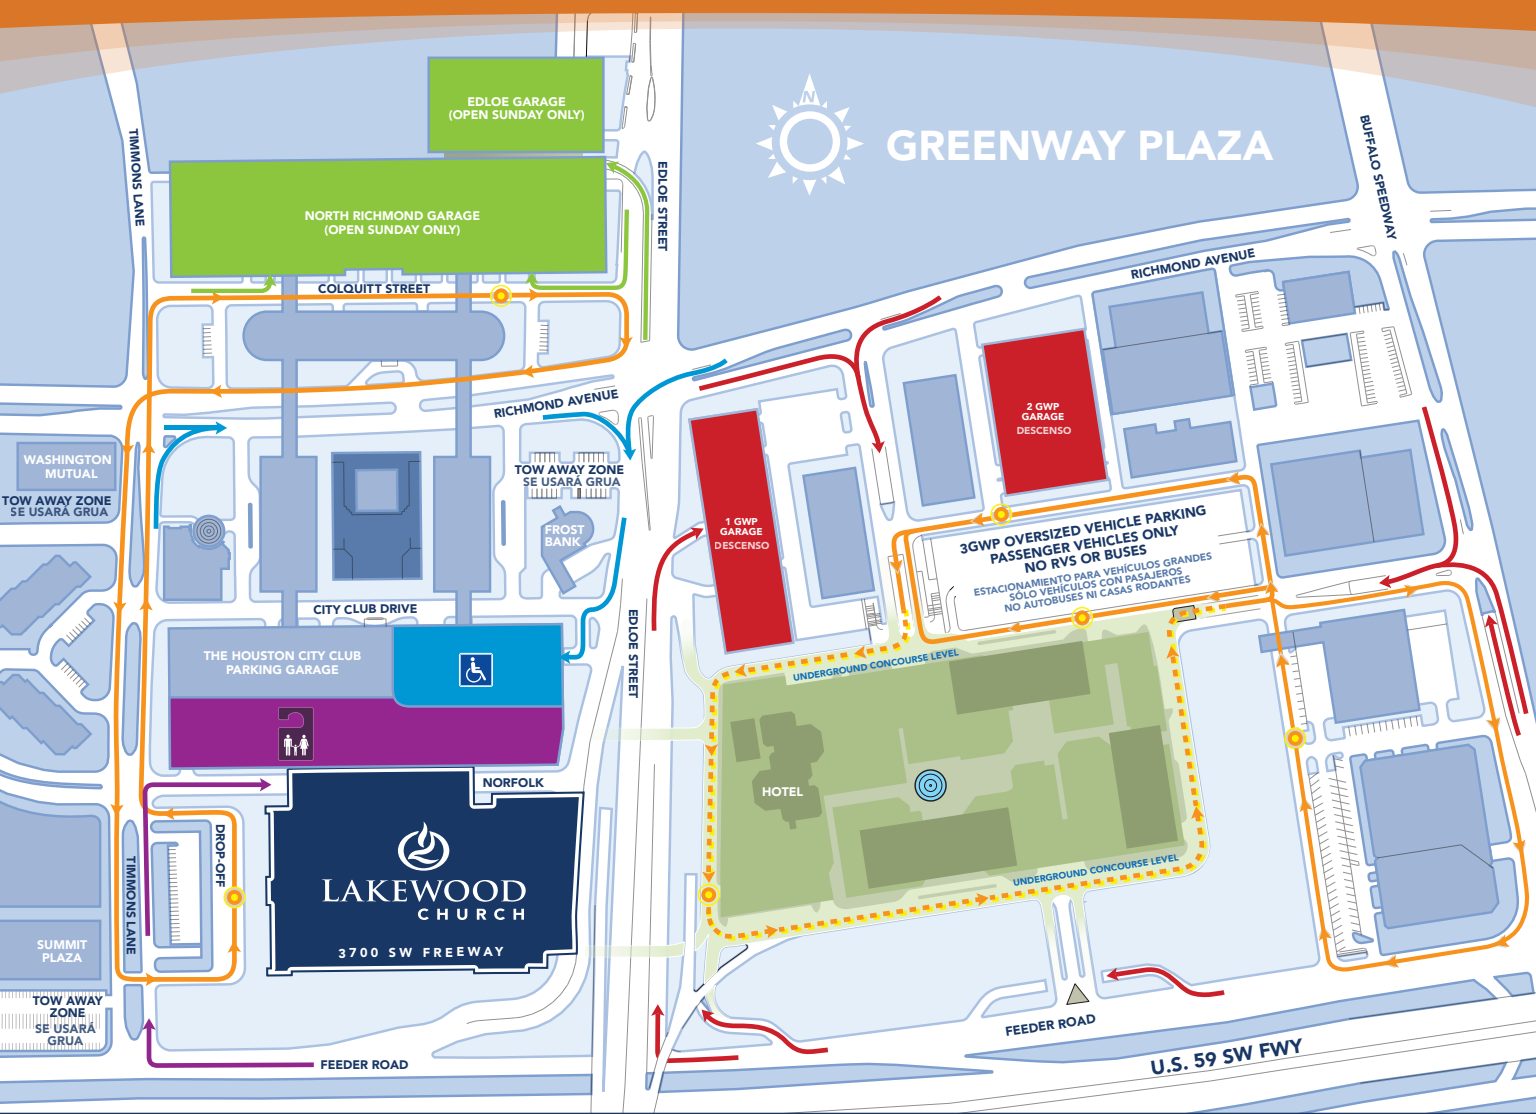 EDLOE GARAGE
(OPEN SUNDAY ONLY)
N
GREENWAY PLAZA
TIMMONS LANE
EDLOE STREET
BUFFALO SPEEDWAY
NORTH RICHMOND GARAGE
(OPEN SUNDAY ONLY)
COLQUITT STREET
RICHMOND AVENUE
RICHMOND AVENUE
2 GWP
GARAGE
DESCENSO
WASHINGTON
MUTUAL
TOW AWAY ZONE
SE USARÁ GRUA
TOW AWAY ZONE
SE USARÁ GRUA
FROST
BANK
1 GWP
GARAGE
DESCENSO
3GWP OVERSIZED VEHICLE PARKING
PASSENGER VEHICLES ONLY
NO RVS OR BUSES
ESTACIONAMIENTO PARA VEHÍCULOS GRANDES
SÓLO VEHÍCULOS CON PASAJEROS
NO AUTOBUSES NI CASAS RODANTES
CITY CLUB DRIVE
EDLOE STREET
THE HOUSTON CITY CLUB
PARKING GARAGE
UNDERGROUND CONCOURSE LEVEL
HOTEL
NORFOLK
DROP-OFF
TIMMONS LANE
LAKEWOOD
CHURCH
3700 SW FREEWAY
UNDERGROUND CONCOURSE LEVEL
SUMMIT
PLAZA
TOW AWAY
ZONE
SE USARÁ
GRUA
FEEDER ROAD
FEEDER ROAD
U.S. 59 SW FWY